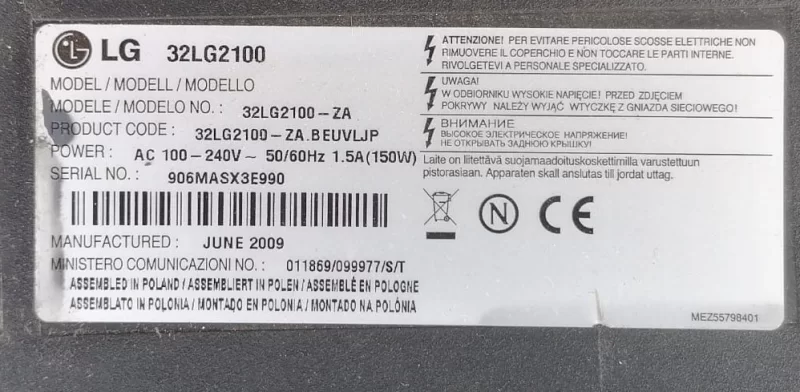 LG 32LG2100
MODEL / MODELL / MODELLO
MODELE / MODELO NO. : 32LG2100-ZA
PRODUCT CODE : 32LG2100-ZA.BEUVLJP
POWER : AC 100-240V ~ 50/60Hz 1.5A(150W)
SERIAL NO. : 906MASX3E990
MANUFACTURED : JUNE 2009
MINISTERO COMUNICAZIONI NO. : 011869/099977/S/T
ASSEMBLED IN POLAND / ASSEMBLIERT IN POLEN / ASSEMBLÉ EN POLOGNE
ASSEMBLATO IN POLONIA / MONTADO EN POLONIA / MONTADO NA POLÓNIA
ATTENZIONE! PER EVITARE PERICOLOSE SCOSSE ELETTRICHE NON
RIMUOVERE IL COPERCHIO E NON TOCCARE LE PARTI INTERNE.
RIVOLGETEVI A PERSONALE SPECIALIZZATO.
UWAGA!
W ODBIORNIKU WYSOKIE NAPIĘCIE! PRZED ZDJĘCIEM
POKRYWY NALEŻY WYJĄĆ WTYCZKĘ Z GNIAZDA SIECIOWEGO!
ВНИМАНИЕ
ВЫСОКОЕ ЭЛЕКТРИЧЕСКОЕ НАПРЯЖЕНИЕ!
НЕ ОТКРЫВАТЬ ЗАДНЮЮ КРЫШКУ!
Laite on liitettävä suojamaadoituskoskettimilla varustettuun
pistorasiaan. Apparaten skall anslutas till jordat uttag.
N CE
MEZ55798401